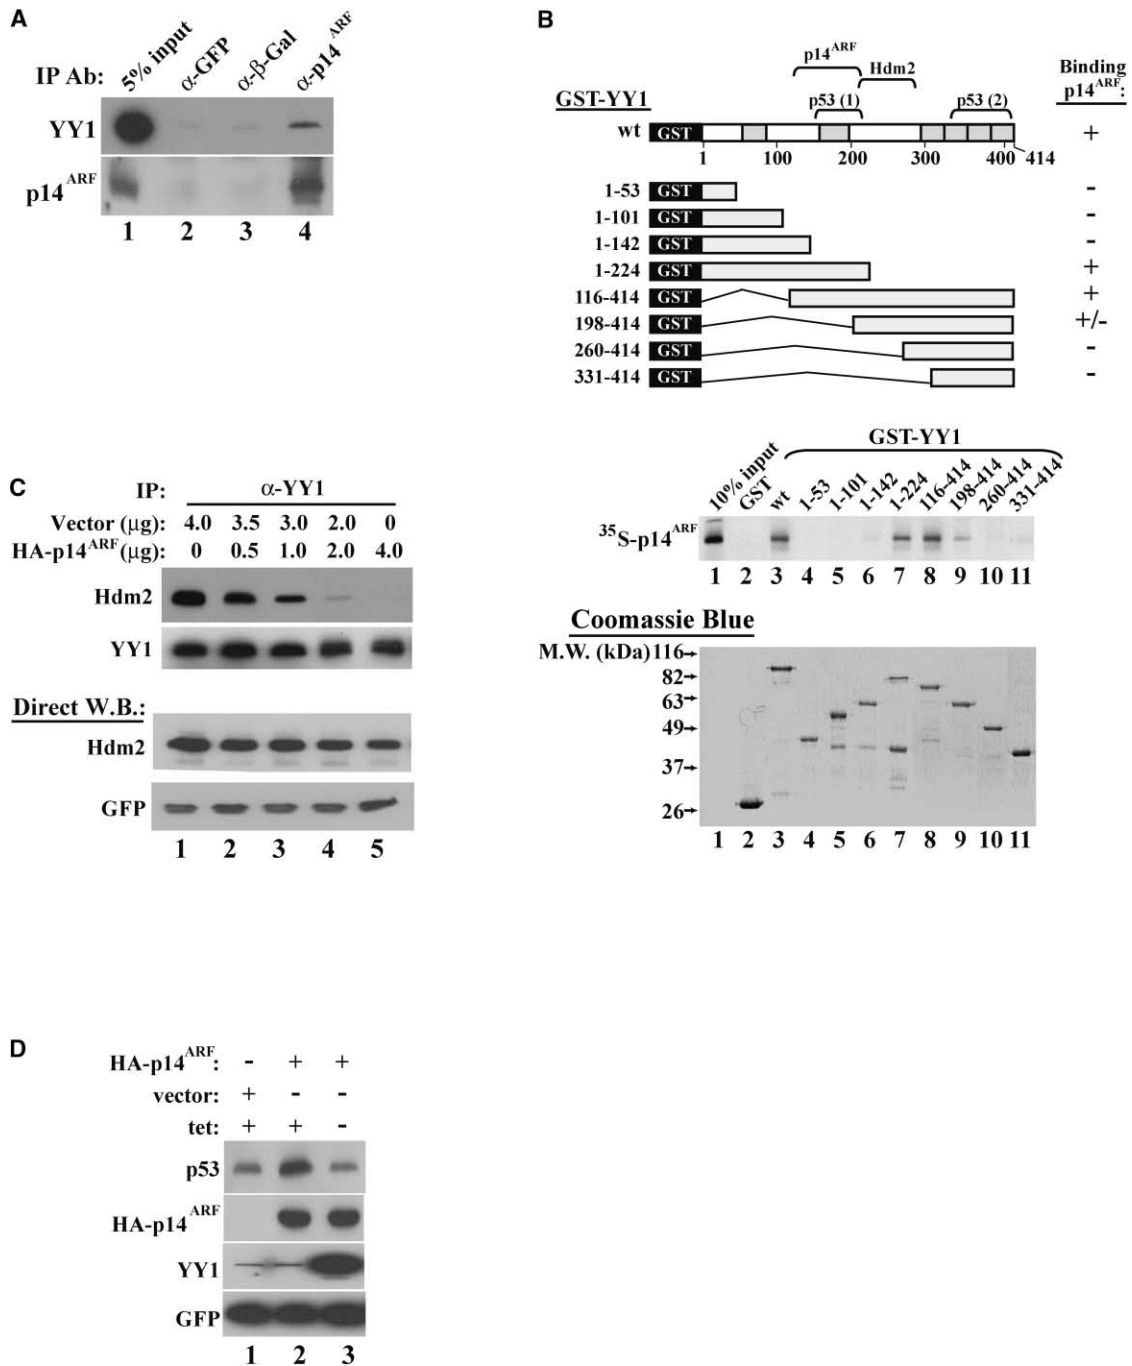 A
IP Ab: 5% input α-GFP α-β-Gal α-p14ARF
YY1
p14ARF
1 2 3 4
B
p14ARF
Hdm2
Binding
p14ARF:
GST-YY1
p53 (1) p53 (2)
wt GST +
1 100 200 300 400 414
1-53 GST -
1-101 GST -
1-142 GST -
1-224 GST +
116-414 GST +
198-414 GST +/-
260-414 GST -
331-414 GST -
GST-YY1
10% input GST wt 1-53 1-101 1-142 1-224 116-414 198-414 260-414 331-414
35S-p14ARF
1 2 3 4 5 6 7 8 9 10 11
Coomassie Blue
M.W. (kDa) 116
82
63
49
37
26
1 2 3 4 5 6 7 8 9 10 11
C
IP: α-YY1
Vector (μg): 4.0 3.5 3.0 2.0 0
HA-p14ARF(μg): 0 0.5 1.0 2.0 4.0
Hdm2
YY1
Direct W.B.:
Hdm2
GFP
1 2 3 4 5
D
HA-p14ARF: - + +
vector: + - -
tet: + + -
p53
HA-p14ARF
YY1
GFP
1 2 3